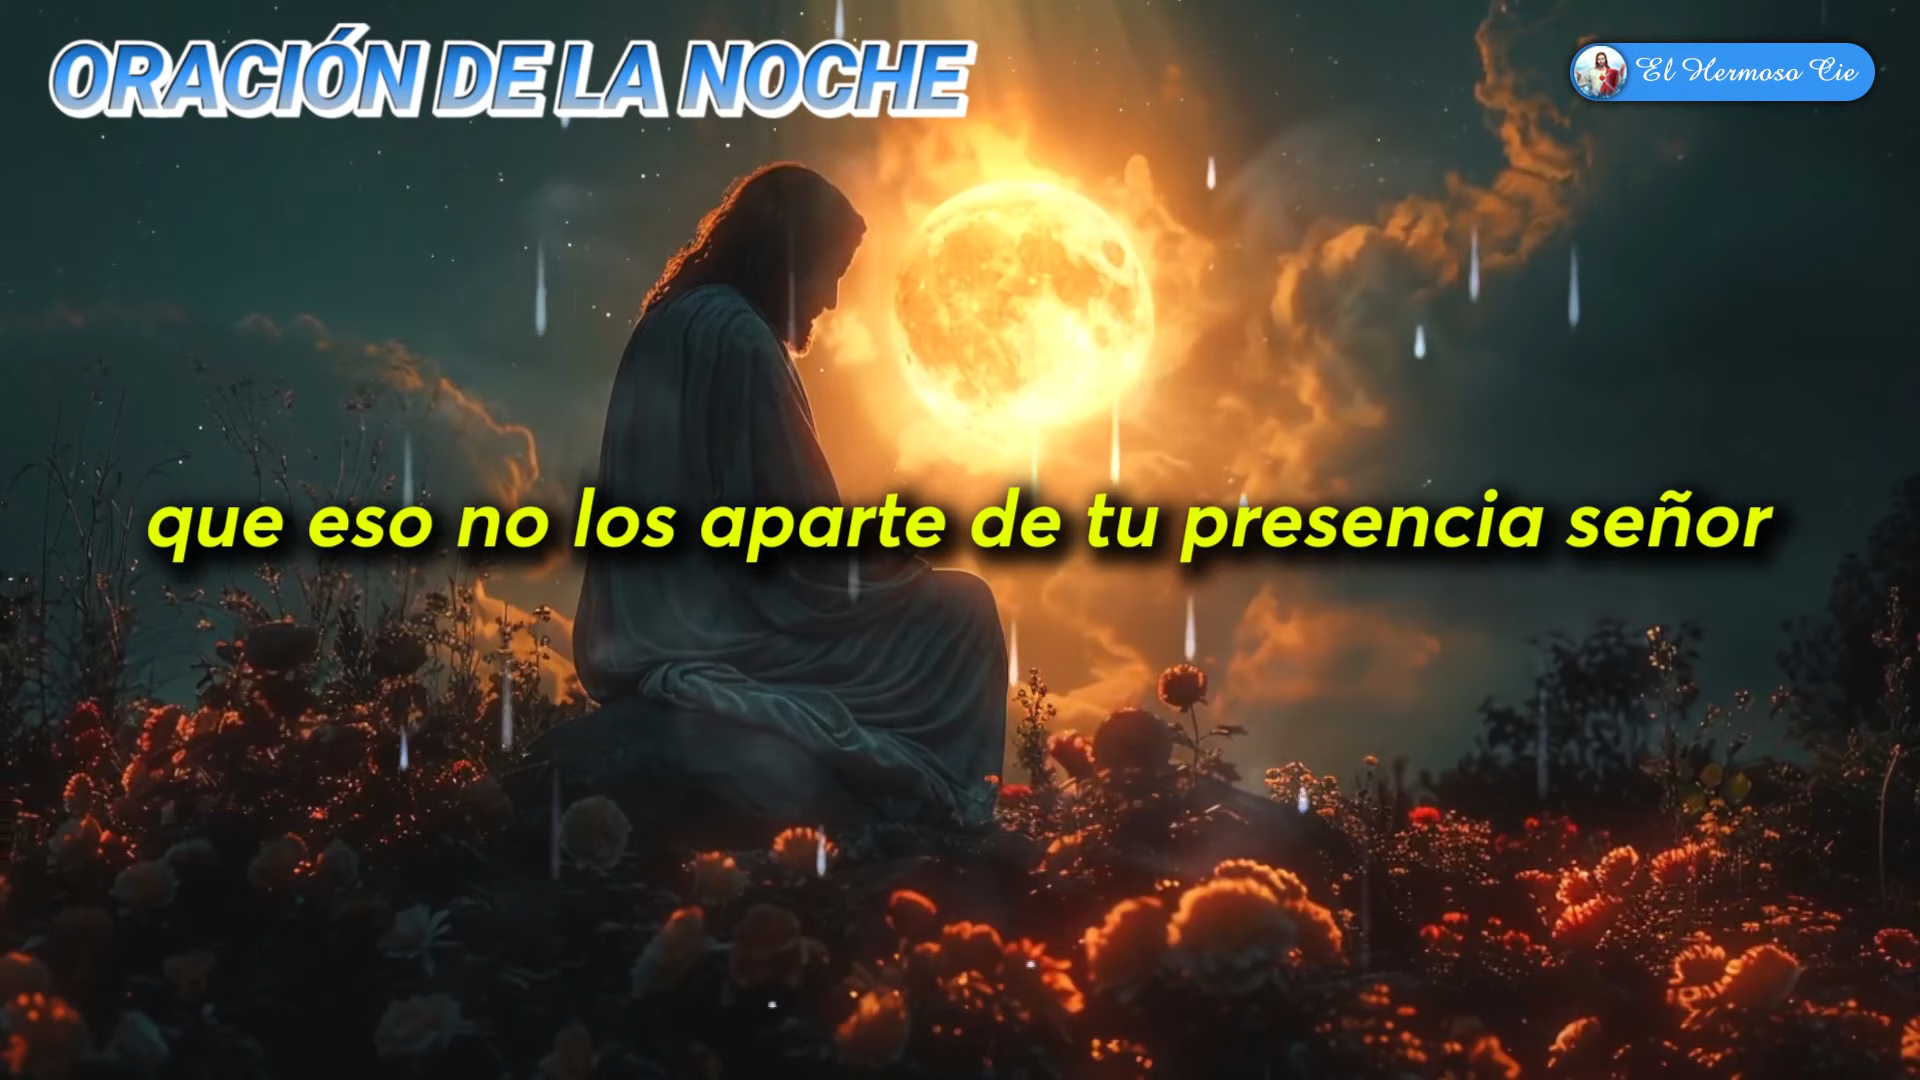 ORACIÓN DE LA NOCHE
El Hermoso Cie
que eso no los aparte de tu presencia señor